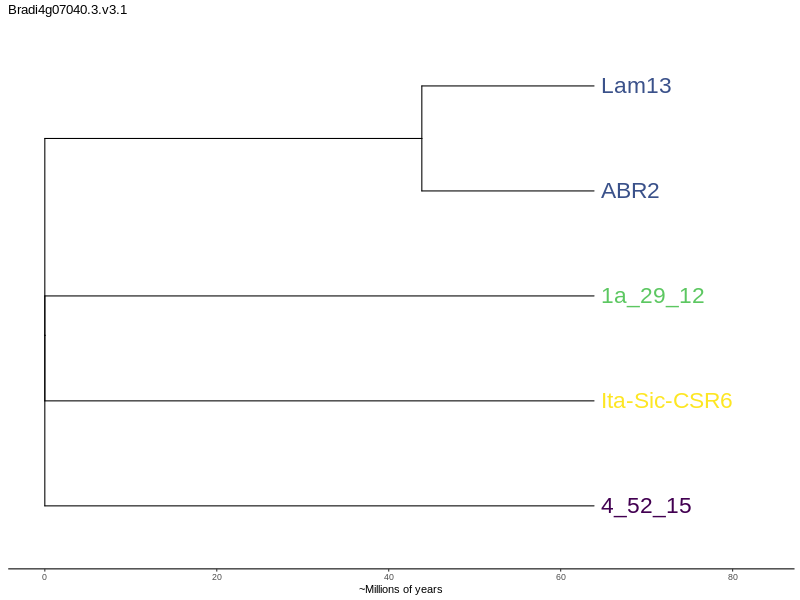 Bradi4g07040.3.v3.1
Lam13
ABR2
1a_29_12
Ita-Sic-CSR6
4_52_15
0 20 40 60 80
~Millions of years